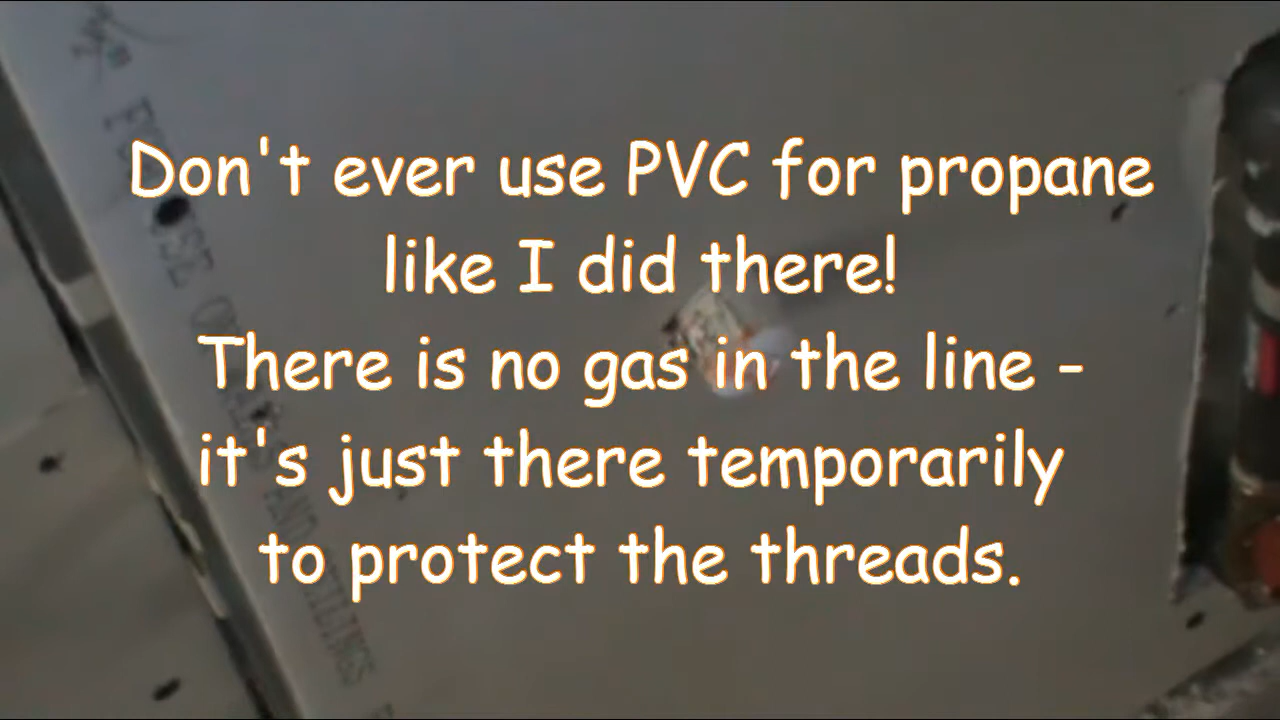 Don't ever use PVC for propane
like I did there!
There is no gas in the line -
it's just there temporarily
to protect the threads.